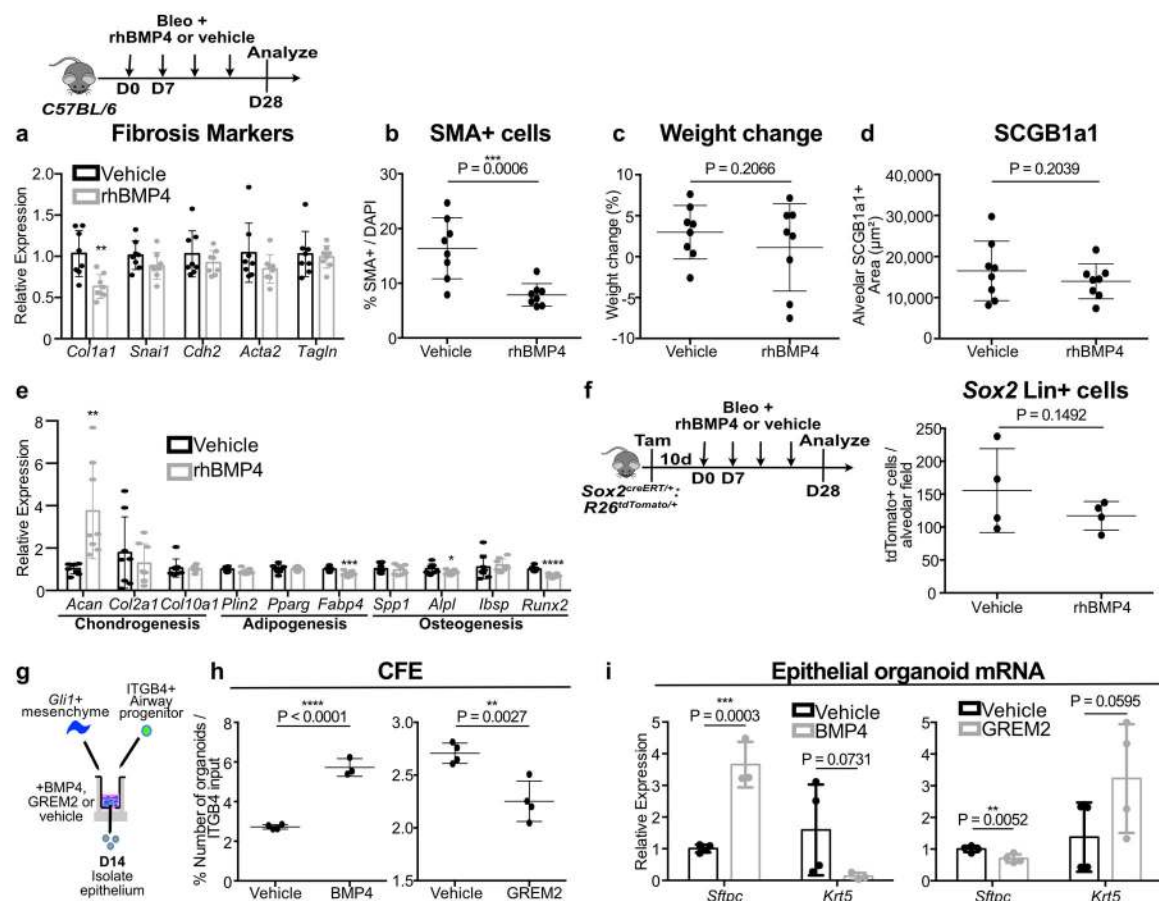 Bleo +
rhBMP4 or vehicle
Analyze
D0 D7
D28
C57BL/6
a Fibrosis Markers
Vehicle
rhBMP4
Relative Expression
2.0
1.5
1.0
0.5
0
Col1a1 Snai1 Cdh2 Acta2 Tagln
**
b SMA+ cells
***
P = 0.0006
% SMA+ / DAPI
30
20
10
0
Vehicle rhBMP4
c Weight change
P = 0.2066
Weight change (%)
10
5
0
-5
-10
Vehicle rhBMP4
d SCGB1a1
P = 0.2039
Alveolar SCGB1a1+
Area (µm²)
40,000
30,000
20,000
10,000
0
Vehicle rhBMP4
e
Vehicle
rhBMP4
Relative Expression
8
6
4
2
0
** *** * ****
Acan Col2a1 Col10a1 Plin2 Pparg Fabp4 Spp1 Alpl Ibsp Runx2
Chondrogenesis Adipogenesis Osteogenesis
f
Bleo +
rhBMP4 or vehicle
Tam
Analyze
10d
D0 D7
D28
Sox2creERT/+:
R26tdTomato/+
Sox2 Lin+ cells
P = 0.1492
tdTomato+ cells /
alveolar field
250
200
150
100
50
0
Vehicle rhBMP4
g
Gli1+
mesenchyme
ITGB4+
Airway
progenitor
+BMP4,
GREM2 or
vehicle
D14
Isolate
epithelium
h CFE
% Number of organoids /
ITGB4 input
8
6
4
2
0
****
P < 0.0001
Vehicle BMP4
3.0
2.5
2.0
1.5
**
P = 0.0027
Vehicle GREM2
i Epithelial organoid mRNA
Relative Expression
5
4
3
2
1
0
***
P = 0.0003
Vehicle
BMP4
P = 0.0731
Sftpc Krt5
5
4
3
2
1
0
P = 0.0595
Vehicle
GREM2
**
P = 0.0052
Sftpc Krt5